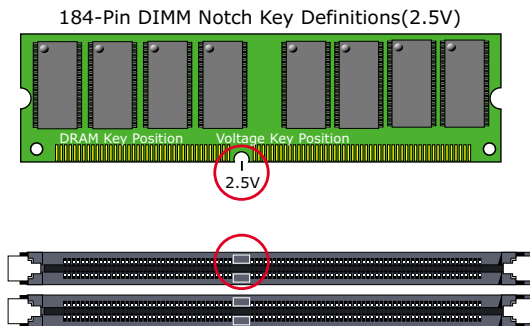 184-Pin DIMM Notch Key Definitions(2.5V)
DRAM Key Position Voltage Key Position
2.5V